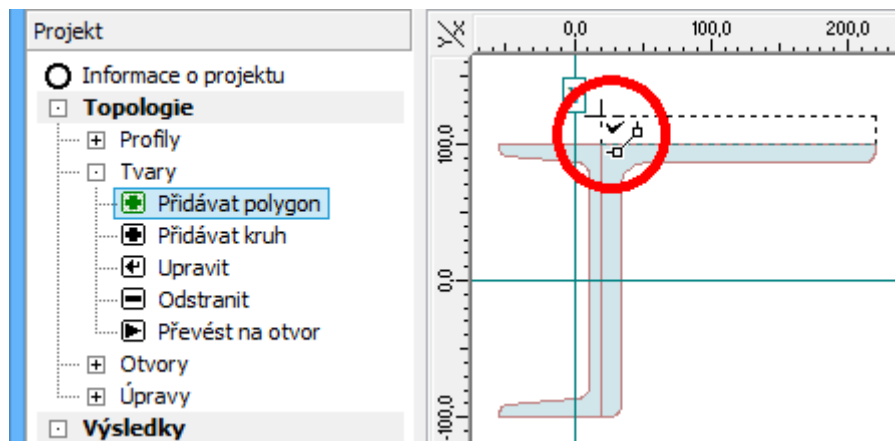 Projekt
Informace o projektu
Topologie
Profily
Tvary
Přidávat polygon
Přidávat kruh
Upravit
Odstranit
Převést na otvor
Otvory
Úpravy
Výsledky
Y/X
0,0 100,0 200,0
100,0
0,0
-100,0